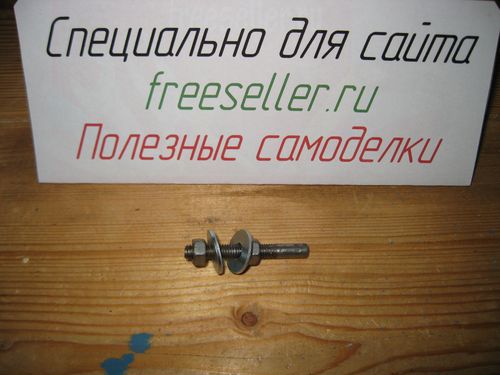 Специально для сайта
freeseller.ru
Полезные самоделки